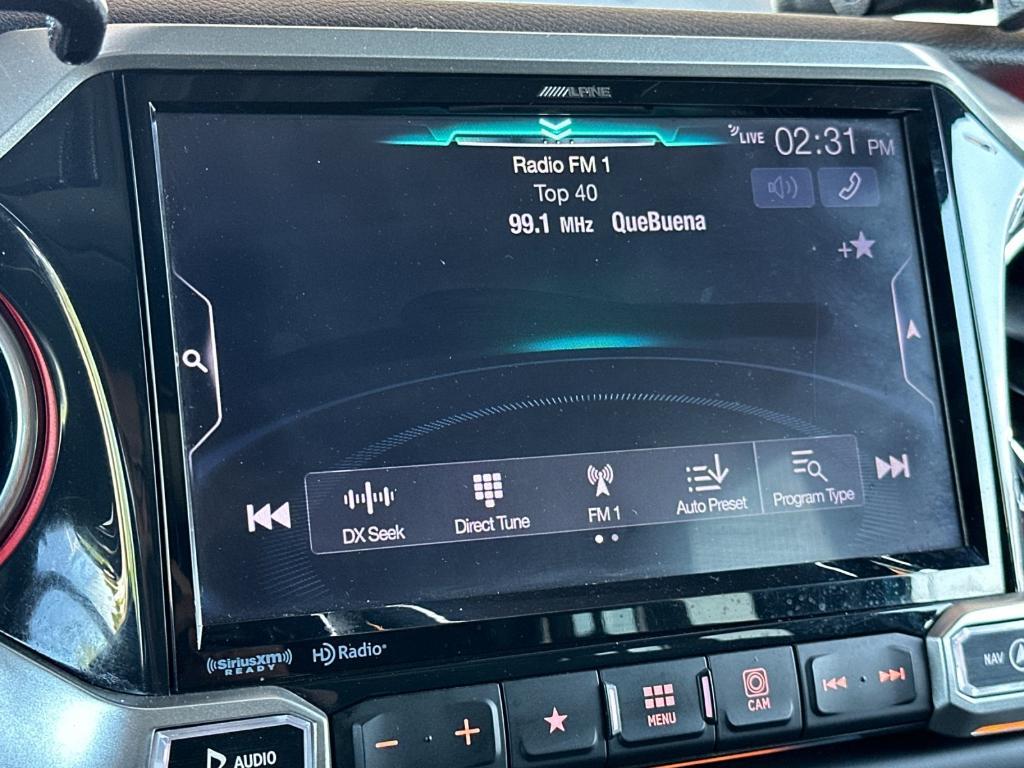 ALPINE
LIVE 02:31 PM
Radio FM 1
Top 40
99.1 MHz QueBuena
DX Seek
Direct Tune
FM 1
Auto Preset
Program Type
((SiriusXM))
READY
HD Radio
NAV
MENU
CAM
AUDIO